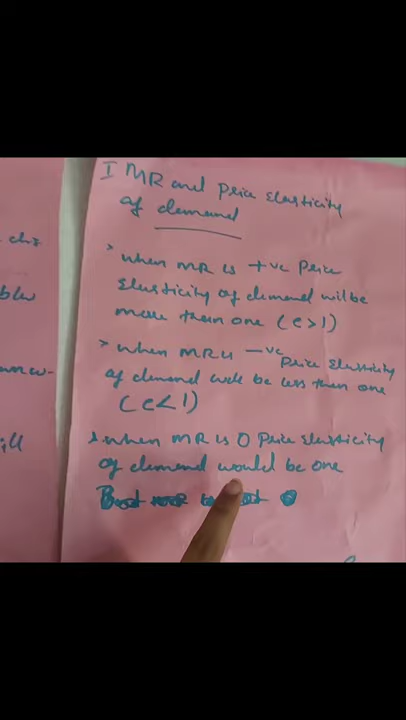 I MR and price elasticity
of demand
> when MR is +ve price
elasticity of demand will be
more than one (e>1)
> when MR is -ve price elasticity
of demand will be less than one
(e<1)
> when MR is 0 price elasticity
of demand would be one